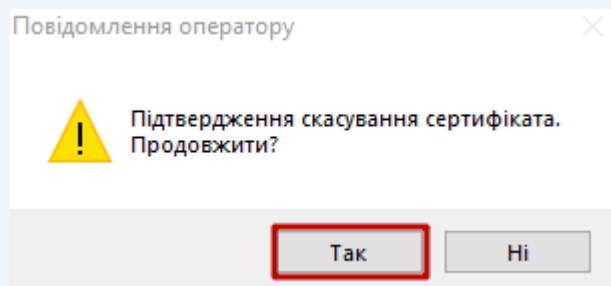 Повідомлення оператору
Підтвердження скасування сертифіката.
Продовжити?
Так
Ні